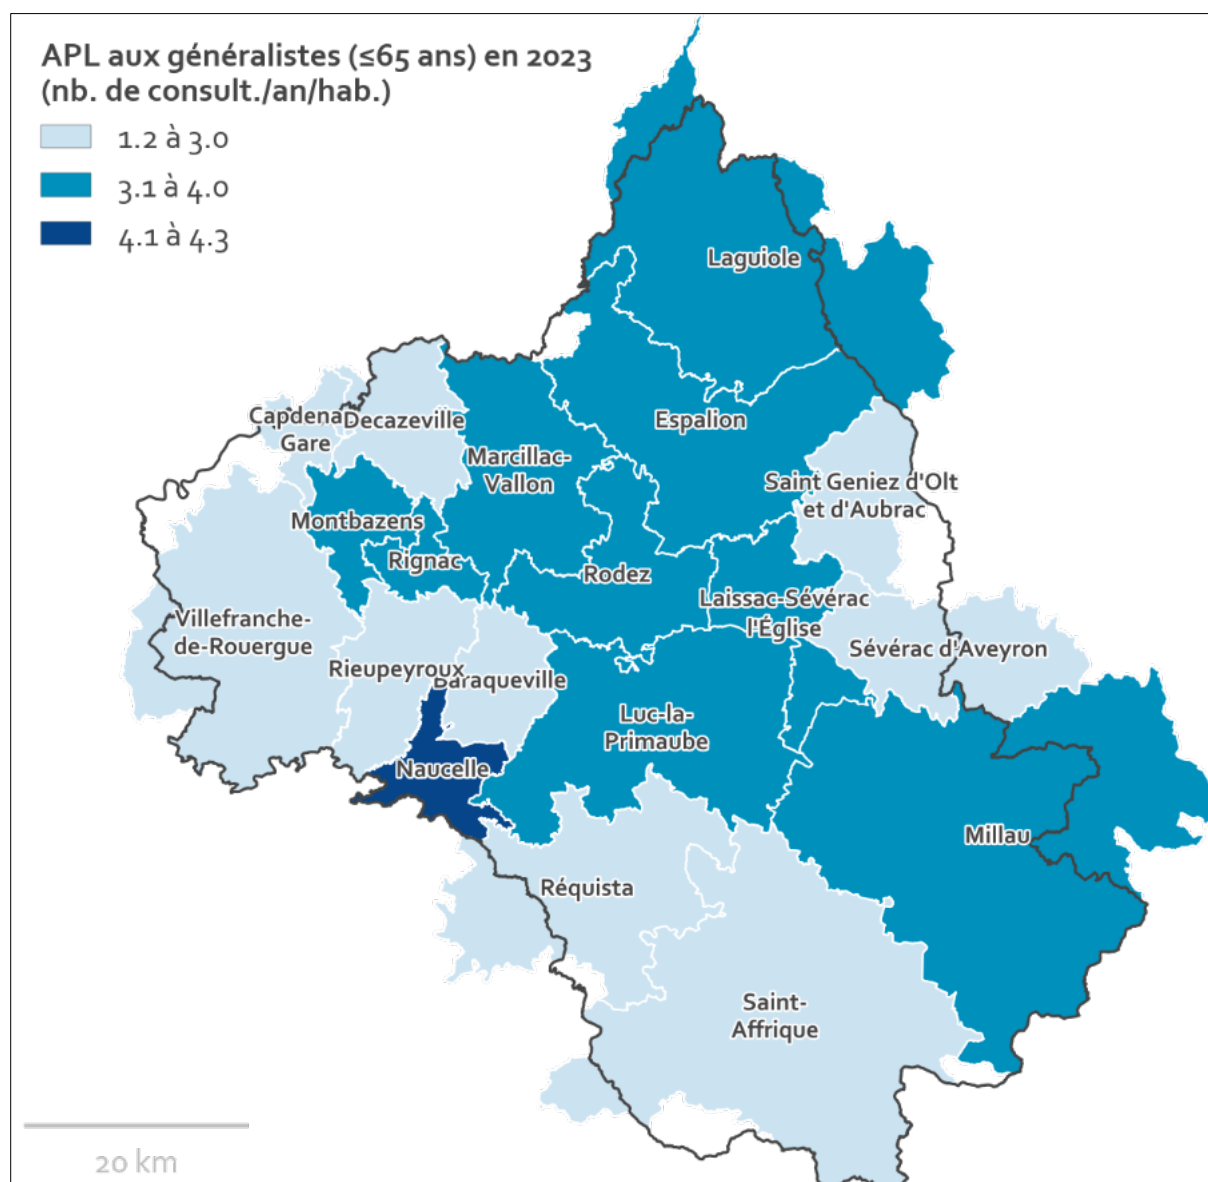 APL aux généralistes (≤65 ans) en 2023
(nb. de consult./an/hab.)
1.2 à 3.0
3.1 à 4.0
4.1 à 4.3
Laguiole
Espalion
Capdena
Gare
Decazeville
Marcillac-
Vallon
Saint Geniez d'Olt
et d'Aubrac
Montbazens
Rignac
Rodez
Laissac-Sévérac
l'Église
Villefranche-
de-Rouergue
Sévérac d'Aveyron
Rieupeyroux
Baraqueville
Luc-la-
Primaube
Naucelle
Millau
Réquista
Saint-
Affrique
20 km